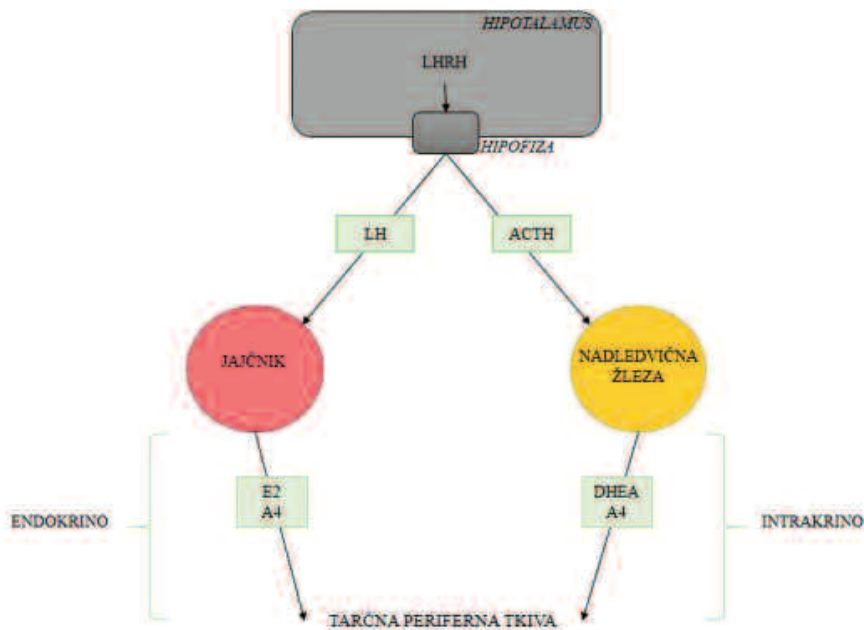 HIPOTALAMUS
LHRH
HIPOFIZA
LH
ACTH
JAJČNIK
NADLEDVIČNA
ŽLEZA
E2
A4
DHEA
A4
ENDOKRINO
INTRAKRINO
TARČNA PERIFERNA TKIVA